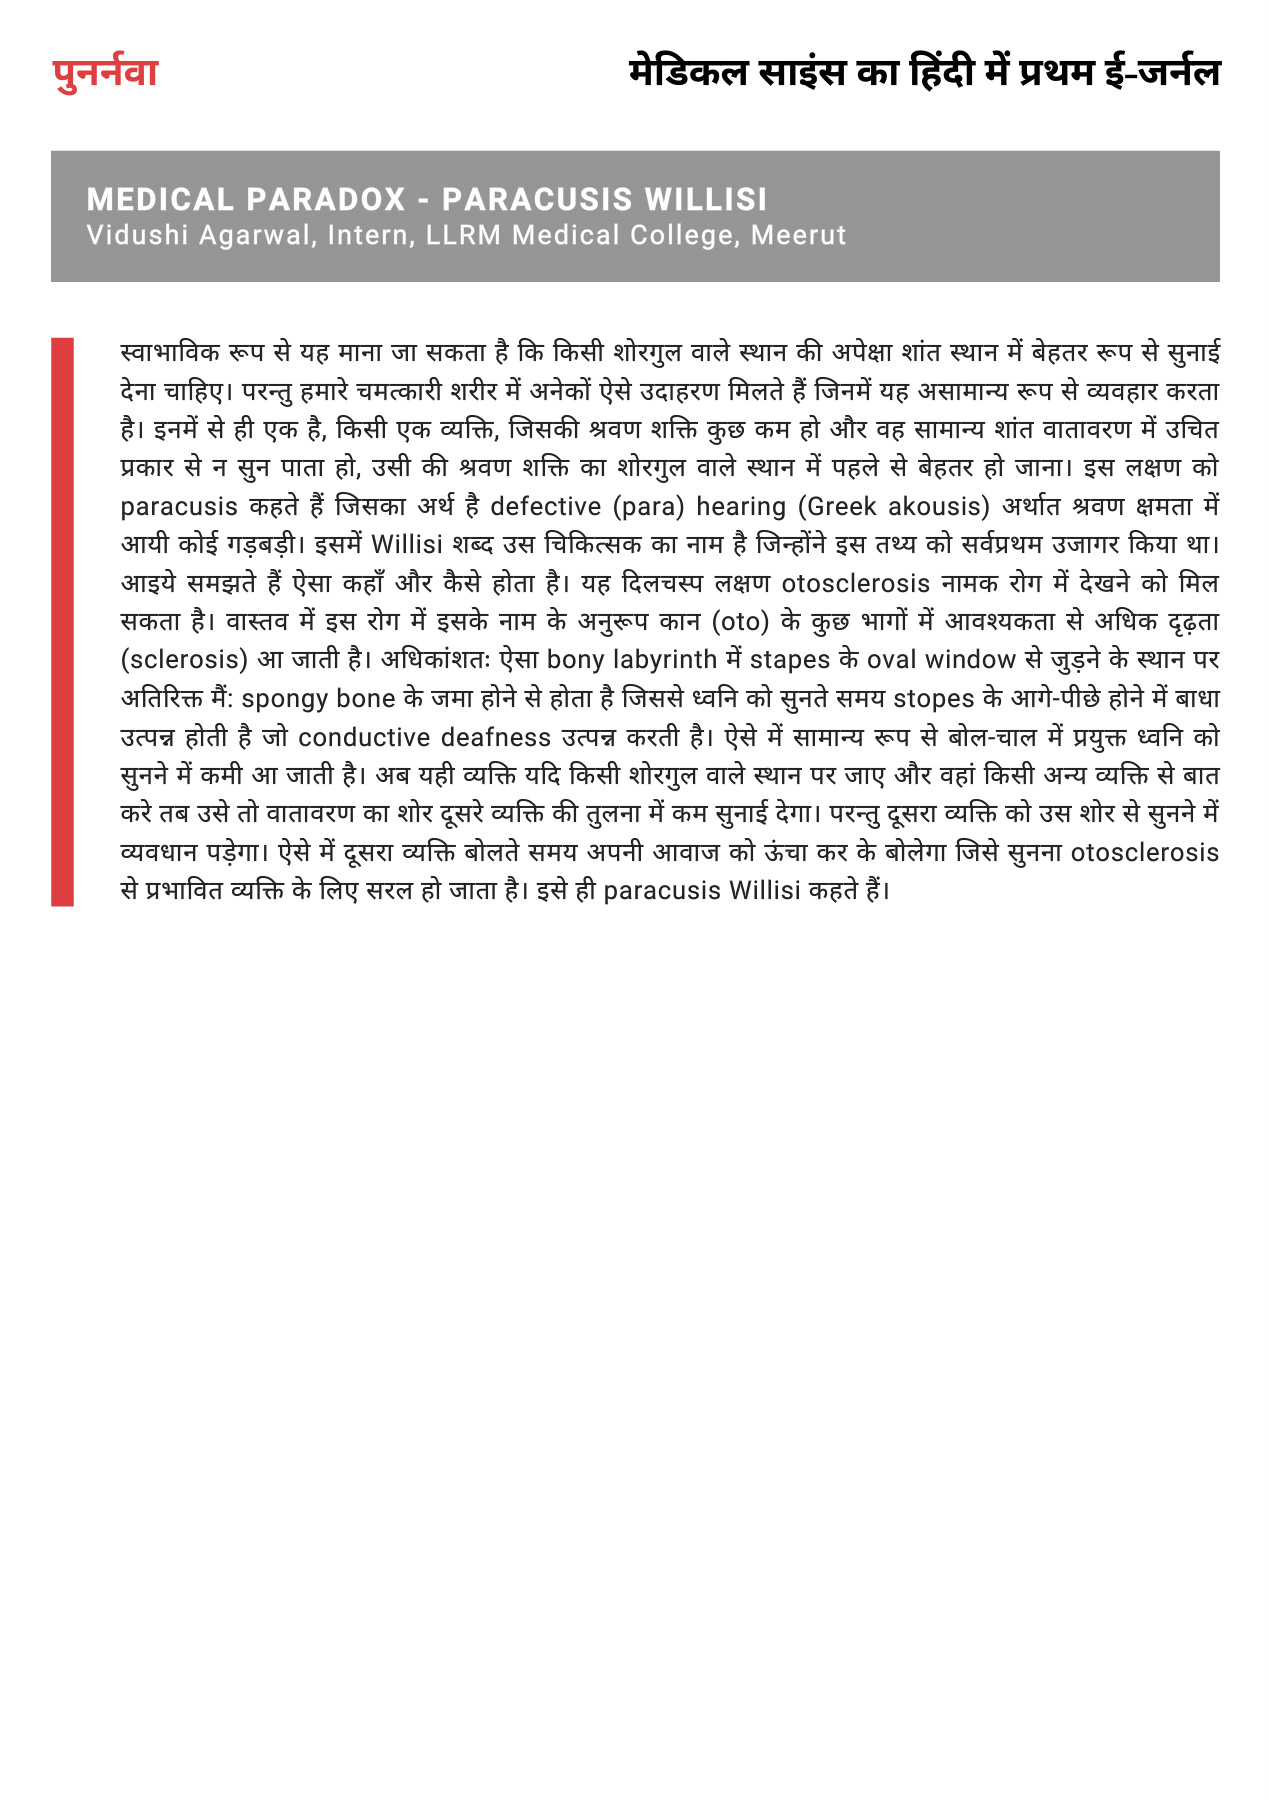 पुनर्नवा
मेडिकल साइंस का हिंदी में प्रथम ई-जर्नल
MEDICAL PARADOX - PARACUSIS WILLISI
Vidushi Agarwal, Intern, LLRM Medical College, Meerut
स्वाभाविक रूप से यह माना जा सकता है कि किसी शोरगुल वाले स्थान की अपेक्षा शांत स्थान में बेहतर रूप से सुनाई
देना चाहिए। परन्तु हमारे चमत्कारी शरीर में अनेकों ऐसे उदाहरण मिलते हैं जिनमें यह असामान्य रूप से व्यवहार करता
है। इनमें से ही एक है, किसी एक व्यक्ति, जिसकी श्रवण शक्ति कुछ कम हो और वह सामान्य शांत वातावरण में उचित
प्रकार से न सुन पाता हो, उसी की श्रवण शक्ति का शोरगुल वाले स्थान में पहले से बेहतर हो जाना। इस लक्षण को
paracusis कहते हैं जिसका अर्थ है defective (para) hearing (Greek akousis) अर्थात श्रवण क्षमता में
आयी कोई गड़बड़ी। इसमें Willisi शब्द उस चिकित्सक का नाम है जिन्होंने इस तथ्य को सर्वप्रथम उजागर किया था।
आइये समझते हैं ऐसा कहाँ और कैसे होता है। यह दिलचस्प लक्षण otosclerosis नामक रोग में देखने को मिल
सकता है। वास्तव में इस रोग में इसके नाम के अनुरूप कान (oto) के कुछ भागों में आवश्यकता से अधिक दृढ़ता
(sclerosis) आ जाती है। अधिकांशतः ऐसा bony labyrinth में stapes के oval window से जुड़ने के स्थान पर
अतिरिक्त मैं: spongy bone के जमा होने से होता है जिससे ध्वनि को सुनते समय stopes के आगे-पीछे होने में बाधा
उत्पन्न होती है जो conductive deafness उत्पन्न करती है। ऐसे में सामान्य रूप से बोल-चाल में प्रयुक्त ध्वनि को
सुनने में कमी आ जाती है। अब यही व्यक्ति यदि किसी शोरगुल वाले स्थान पर जाए और वहां किसी अन्य व्यक्ति से बात
करे तब उसे तो वातावरण का शोर दूसरे व्यक्ति की तुलना में कम सुनाई देगा। परन्तु दूसरा व्यक्ति को उस शोर से सुनने में
व्यवधान पड़ेगा। ऐसे में दूसरा व्यक्ति बोलते समय अपनी आवाज को ऊंचा कर के बोलेगा जिसे सुनना otosclerosis
से प्रभावित व्यक्ति के लिए सरल हो जाता है। इसे ही paracusis Willisi कहते हैं।